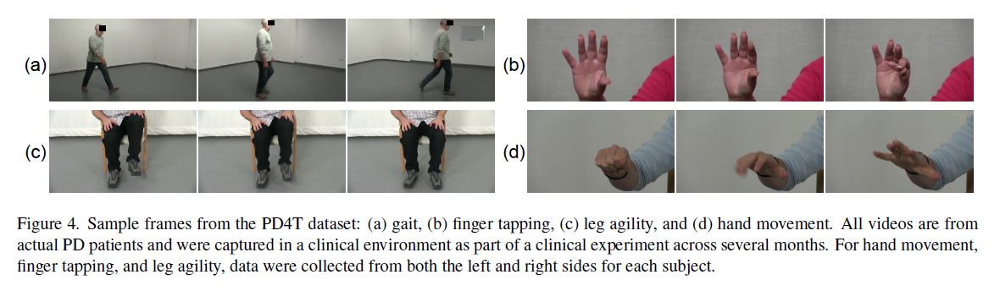 (a)
(b)
(c)
(d)
Figure 4. Sample frames from the PD4T dataset: (a) gait, (b) finger tapping, (c) leg agility, and (d) hand movement. All videos are from
actual PD patients and were captured in a clinical environment as part of a clinical experiment across several months. For hand movement,
finger tapping, and leg agility, data were collected from both the left and right sides for each subject.